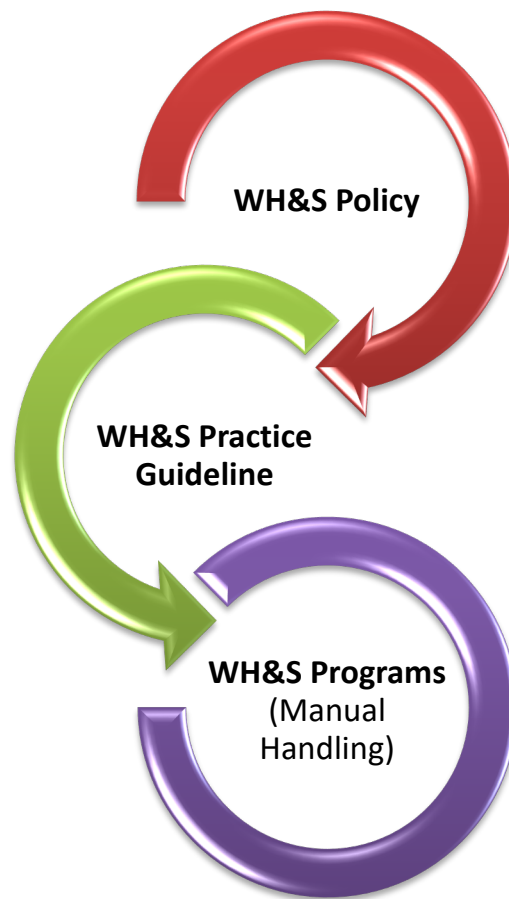 WH&S Policy
WH&S Practice
Guideline
WH&S Programs
(Manual
Handling)